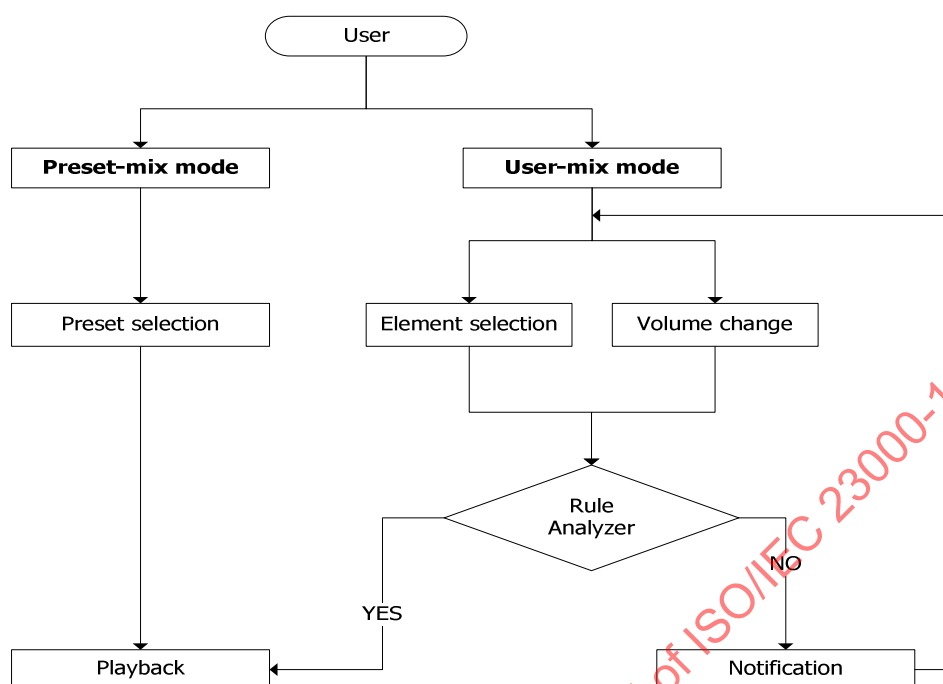 User
Preset-mix mode
User-mix mode
Preset selection
Element selection
Volume change
Rule
Analyzer
NO
YES
Playback
Notification
of ISO/IEC 23000-1